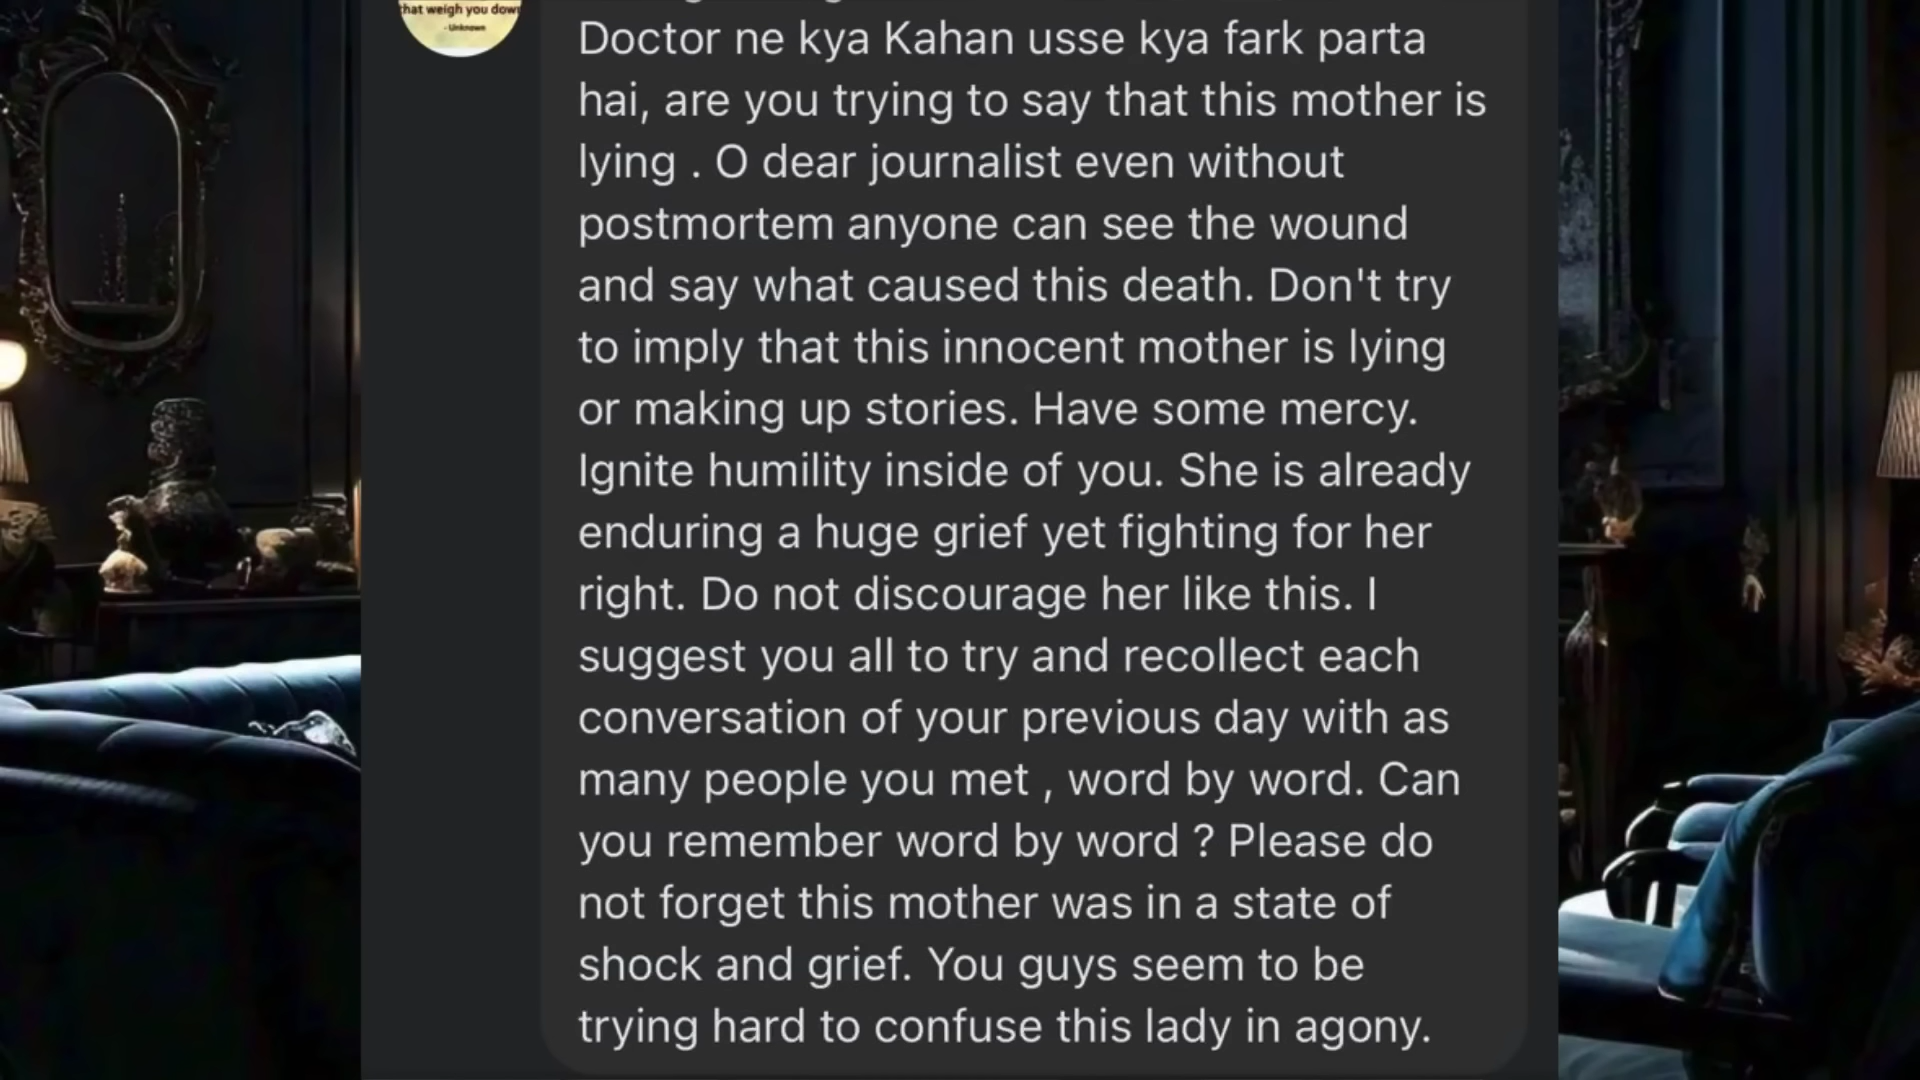 that weigh you down
- Unknown
Doctor ne kya Kahan usse kya fark parta
hai, are you trying to say that this mother is
lying . O dear journalist even without
postmortem anyone can see the wound
and say what caused this death. Don't try
to imply that this innocent mother is lying
or making up stories. Have some mercy.
Ignite humility inside of you. She is already
enduring a huge grief yet fighting for her
right. Do not discourage her like this. I
suggest you all to try and recollect each
conversation of your previous day with as
many people you met , word by word. Can
you remember word by word ? Please do
not forget this mother was in a state of
shock and grief. You guys seem to be
trying hard to confuse this lady in agony.